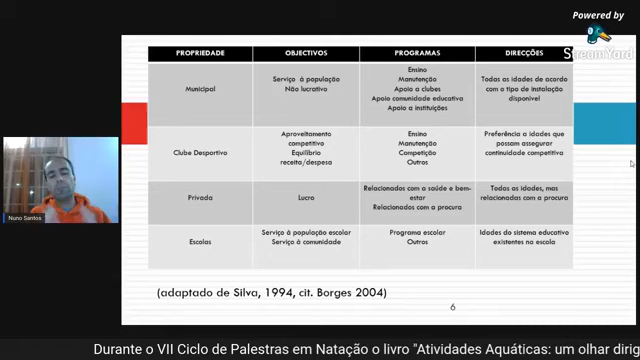 Powered by
StreamYard
PROPRIEDADE
OBJECTIVOS
PROGRAMAS
DIRECÇÕES
Municipal
Serviço à população
Não lucrativo
Ensino
Manutenção
Apoio a clubes
Apoio comunidade educativa
Apoio a instituições
Todas as idades de acordo
com o tipo de instalação
disponível
Clube Desportivo
Aproveitamento
competitivo
Equilíbrio
receita/despesa
Ensino
Manutenção
Competição
Outros
Preferência a idades que
possam assegurar
continuidade competitiva
Privada
Lucro
Relacionados com a saúde e bem-
estar
Relacionados com a procura
Todas as idades, mas
relacionadas com a procura
Escolas
Serviço à população escolar
Serviço à comunidade
Programa escolar
Outros
Idades do sistema educativo
existentes na escola
Nuno Santos
(adaptado de Silva, 1994, cit. Borges 2004)
6
Durante o VII Ciclo de Palestras em Natação o livro "Atividades Aquáticas: um olhar dirig